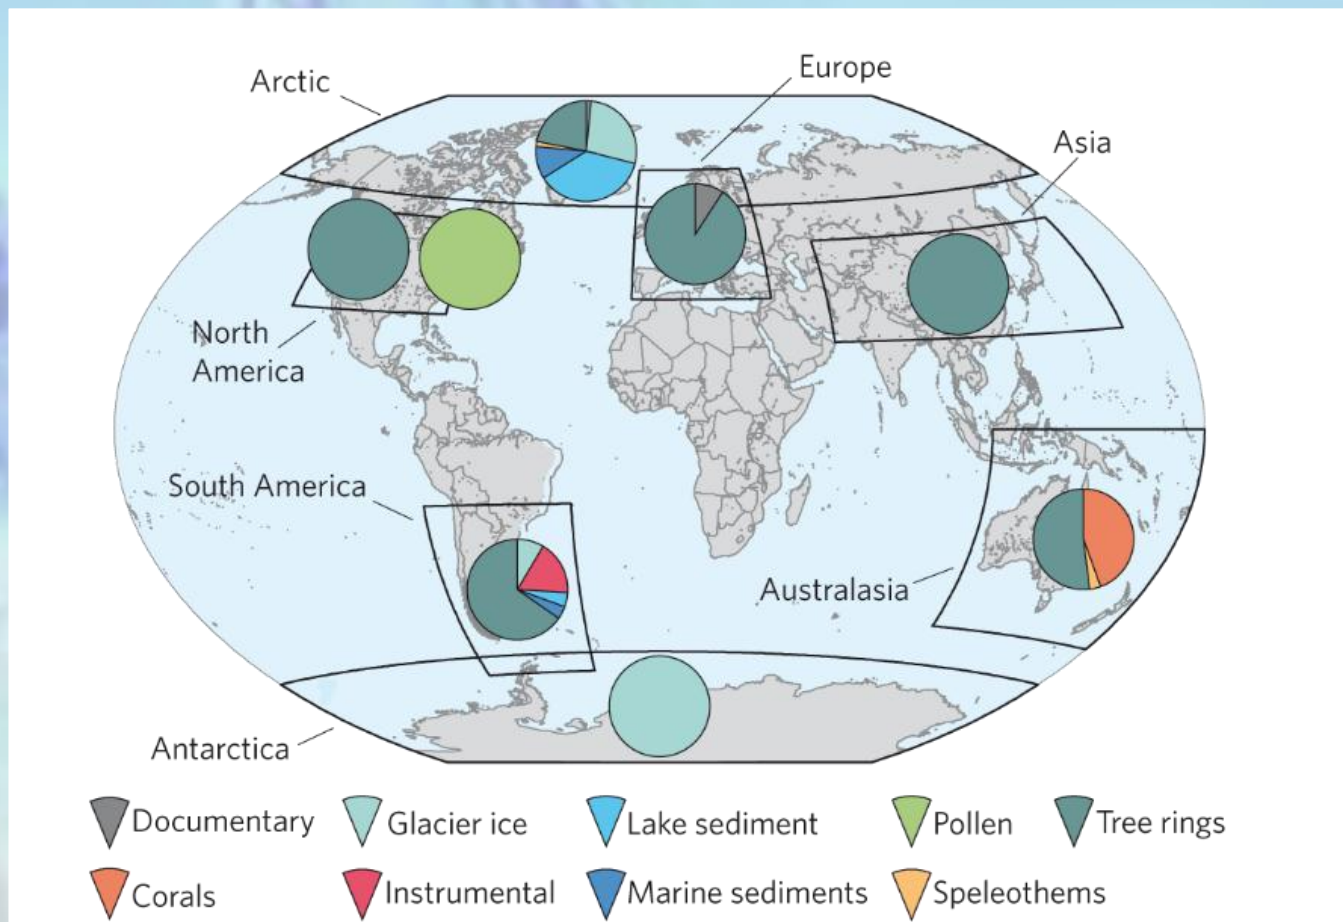 Arctic
Europe
Asia
North
America
South America
Australasia
Antarctica
Documentary
Glacier ice
Lake sediment
Pollen
Tree rings
Corals
Instrumental
Marine sediments
Speleothems